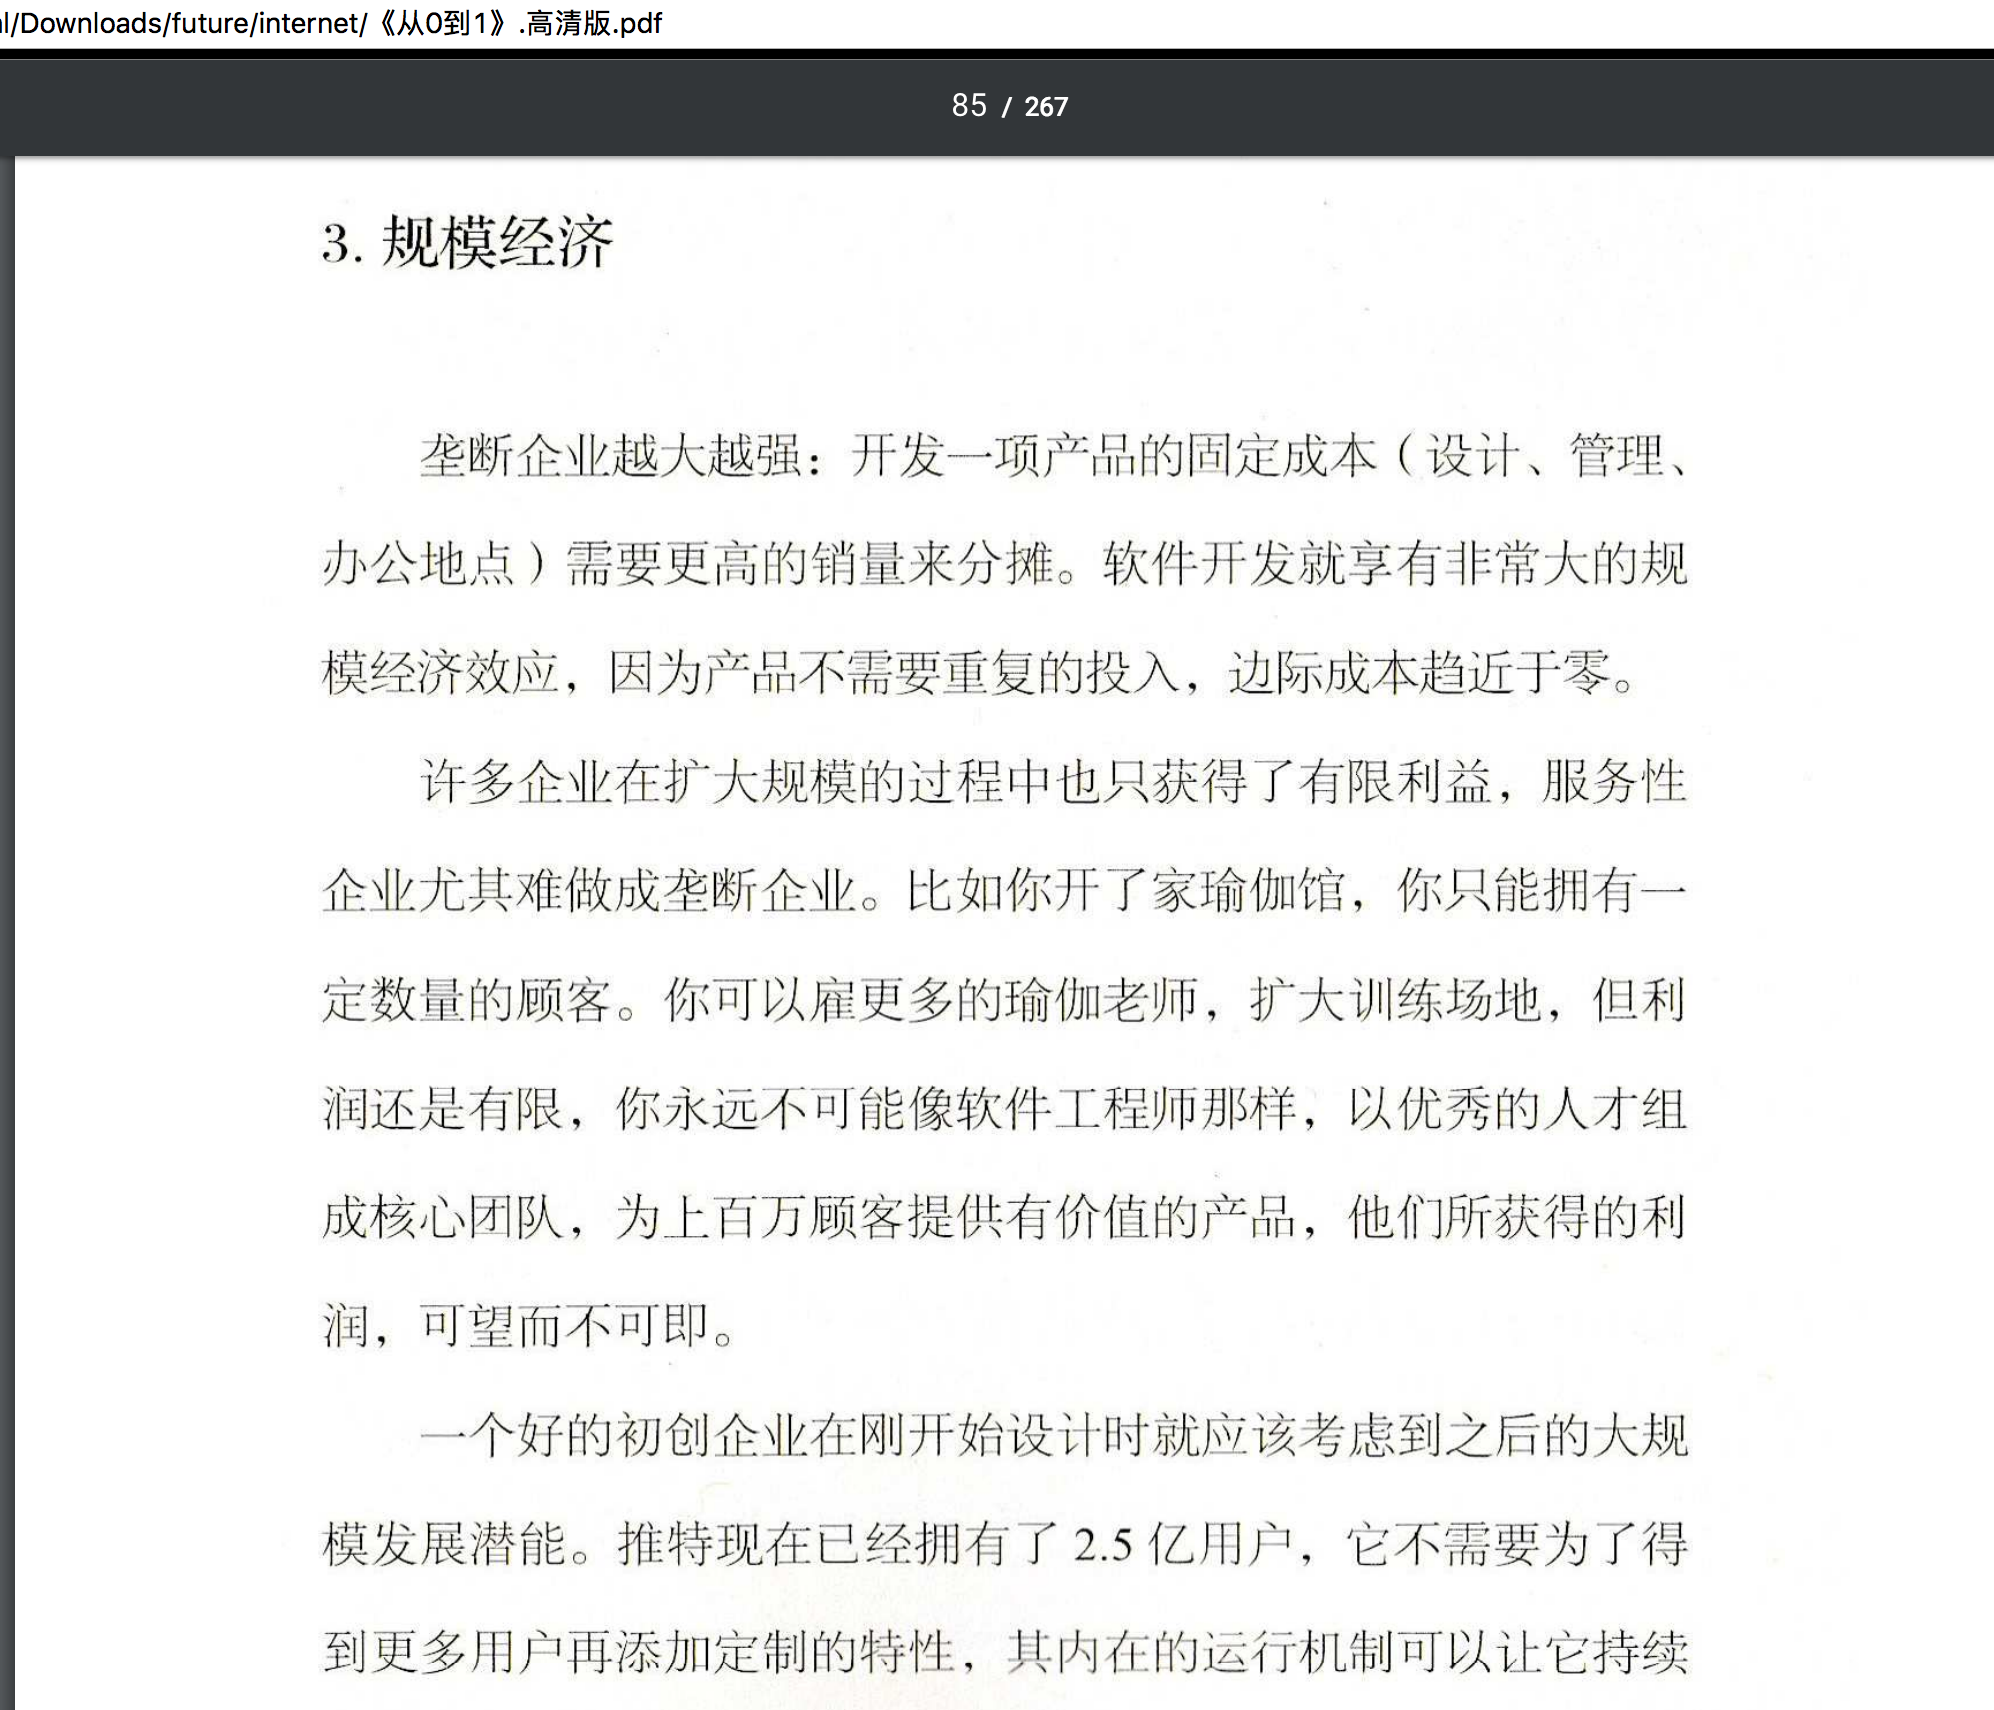 /Downloads/future/internet/《从0到1》.高清版.pdf
85 / 267
3. 规模经济
垄断企业越大越强：开发一项产品的固定成本（设计、管理、
办公地点）需要更高的销量来分摊。软件开发就享有非常大的规
模经济效应，因为产品不需要重复的投入，边际成本趋近于零。
许多企业在扩大规模的过程中也只获得了有限利益，服务性
企业尤其难做成垄断企业。比如你开了家瑜伽馆，你只能拥有一
定数量的顾客。你可以雇更多的瑜伽老师，扩大训练场地，但利
润还是有限，你永远不可能像软件工程师那样，以优秀的人才组
成核心团队，为上百万顾客提供有价值的产品，他们所获得的利
润，可望而不可即。
一个好的初创企业在刚开始设计时就应该考虑到之后的大规
模发展潜能。推特现在已经拥有了 2.5 亿用户，它不需要为了得
到更多用户再添加定制的特性，其内在的运行机制可以让它持续